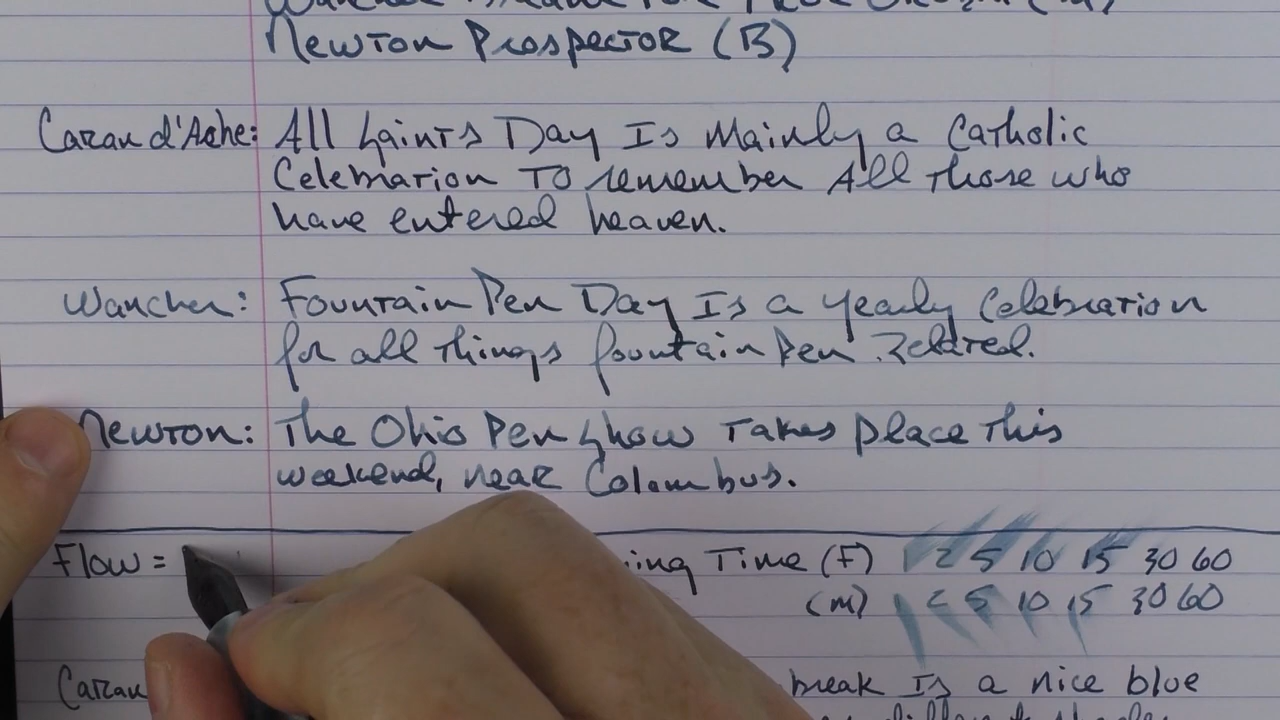 Newton Prospector (B)
Caran d'Ache: All Saints Day Is Mainly a Catholic
Celebration To remember All those who
have entered heaven.
Wancher: Fountain Pen Day Is a yearly Celebration
for all things fountain Pen Related.
Newton: The Ohio Pen Show Takes place This
weekend, near Columbus.
Flow = ing Time (F) 1 2 5 10 15 30 60
(M) 1 2 5 10 15 30 60
Caran break Is a nice blue